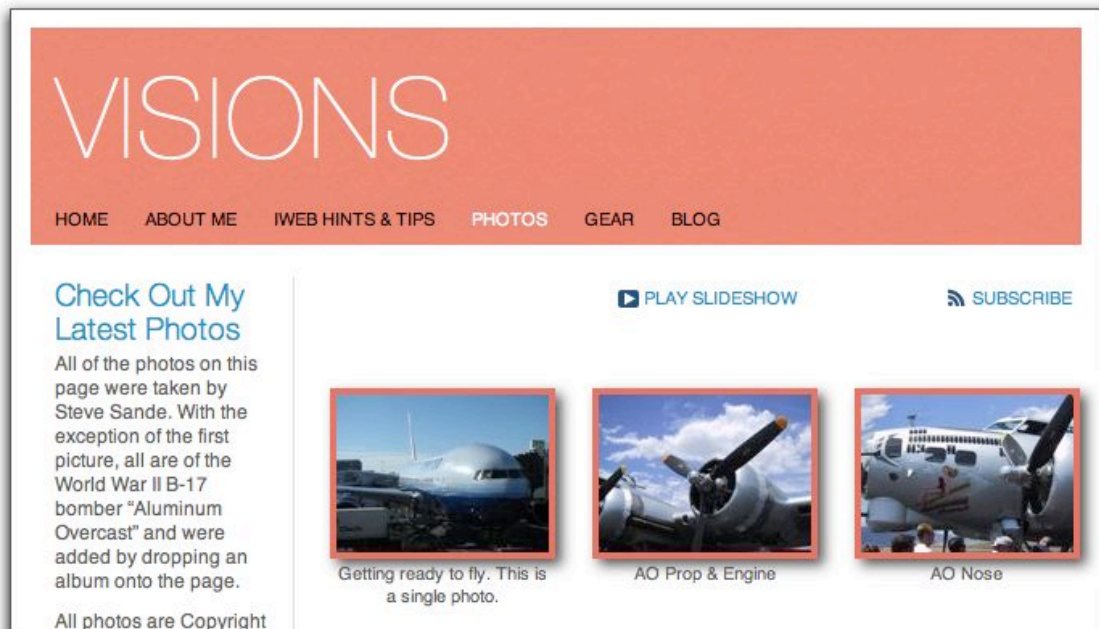 VISIONS
HOME ABOUT ME IWEB HINTS & TIPS PHOTOS GEAR BLOG
Check Out My
Latest Photos
All of the photos on this
page were taken by
Steve Sande. With the
exception of the first
picture, all are of the
World War II B-17
bomber “Aluminum
Overcast” and were
added by dropping an
album onto the page.
All photos are Copyright
PLAY SLIDESHOW
SUBSCRIBE
Getting ready to fly. This is
a single photo.
AO Prop & Engine
AO Nose